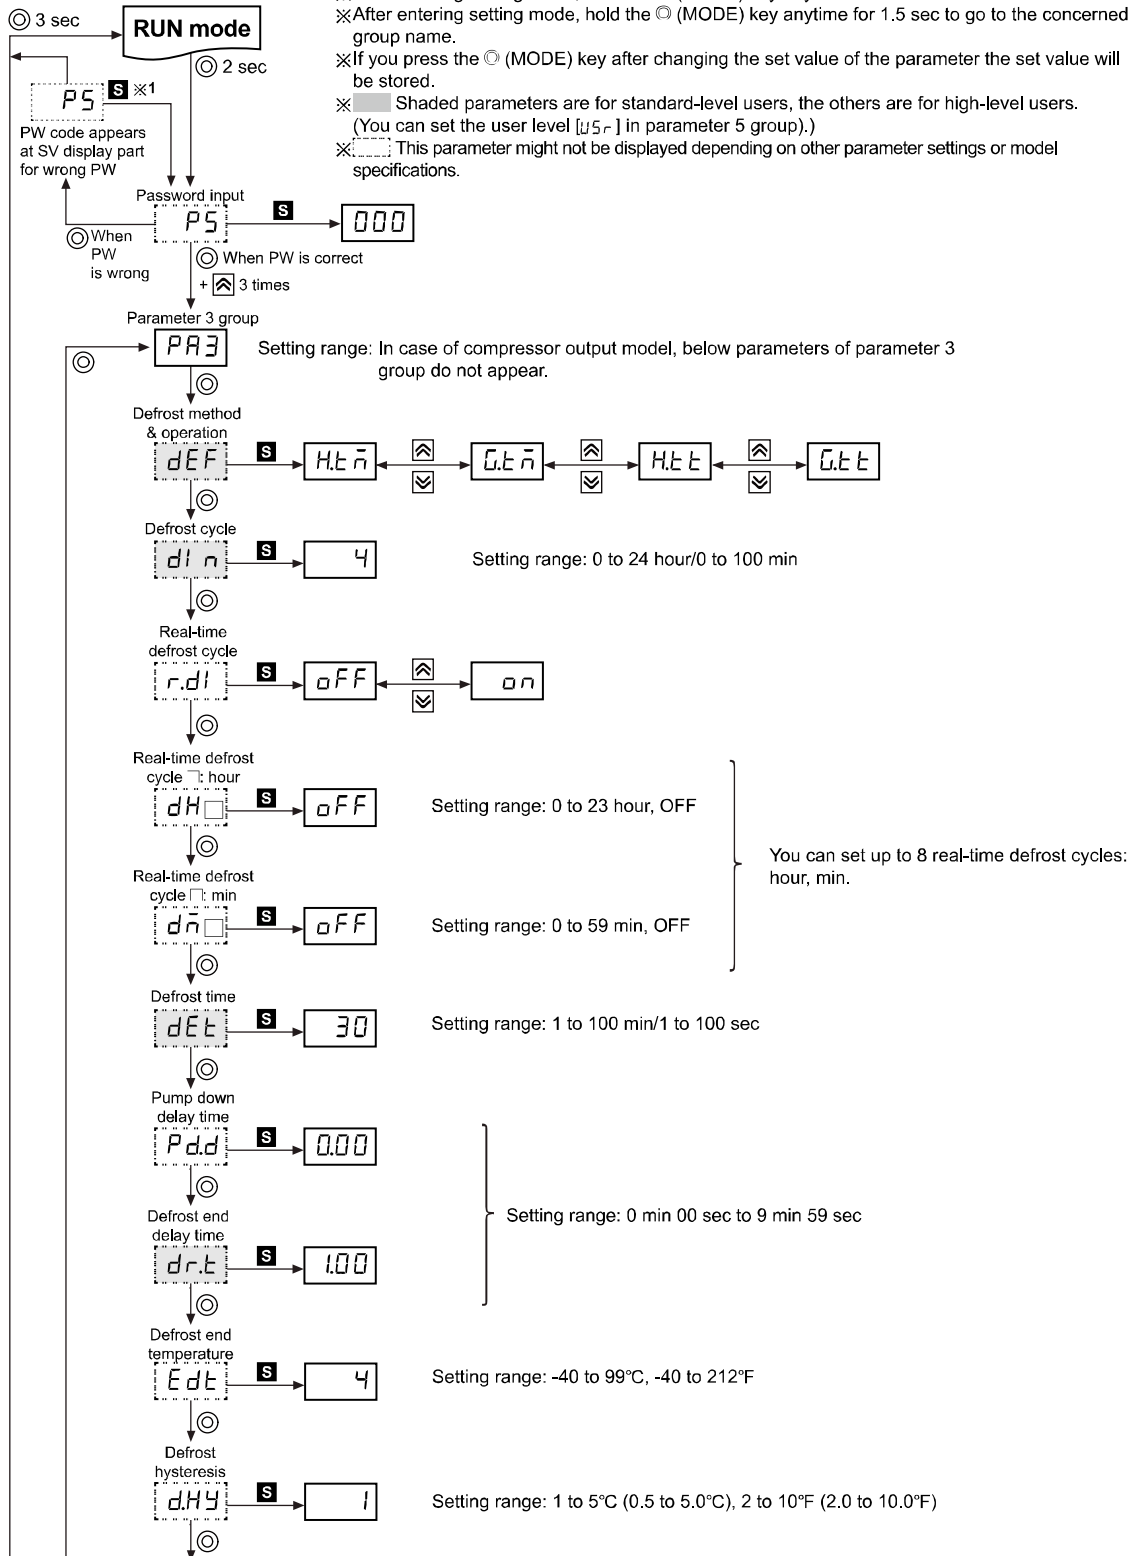 ◎ 3 sec
RUN mode
◎ 2 sec
※After entering setting mode, hold the ◎ (MODE) key anytime for 1.5 sec to go to the concerned
group name.
※If you press the ◎ (MODE) key after changing the set value of the parameter the set value will
be stored.
※ Shaded parameters are for standard-level users, the others are for high-level users.
(You can set the user level [USr] in parameter 5 group).)
※ This parameter might not be displayed depending on other parameter settings or model
specifications.
PS
S ※1
PW code appears
at SV display part
for wrong PW
Password input
PS
S
000
◎ When
PW
is wrong
◎ When PW is correct
+ 3 times
Parameter 3 group
PA3
Setting range: In case of compressor output model, below parameters of parameter 3
group do not appear.
Defrost method
& operation
dEF
S
H.tm
G.tm
H.tt
G.tt
Defrost cycle
dIn
S
4
Setting range: 0 to 24 hour/0 to 100 min
Real-time
defrost cycle
r.dI
S
oFF
on
Real-time defrost
cycle □: hour
dH□
S
oFF
Setting range: 0 to 23 hour, OFF
Real-time defrost
cycle □: min
dm□
S
oFF
Setting range: 0 to 59 min, OFF
You can set up to 8 real-time defrost cycles:
hour, min.
Defrost time
dEt
S
30
Setting range: 1 to 100 min/1 to 100 sec
Pump down
delay time
Pd.d
S
0.00
Defrost end
delay time
dr.t
S
1.00
Setting range: 0 min 00 sec to 9 min 59 sec
Defrost end
temperature
Edt
S
4
Setting range: -40 to 99℃, -40 to 212℉
Defrost
hysteresis
d.HY
S
1
Setting range: 1 to 5℃ (0.5 to 5.0℃), 2 to 10℉ (2.0 to 10.0℉)